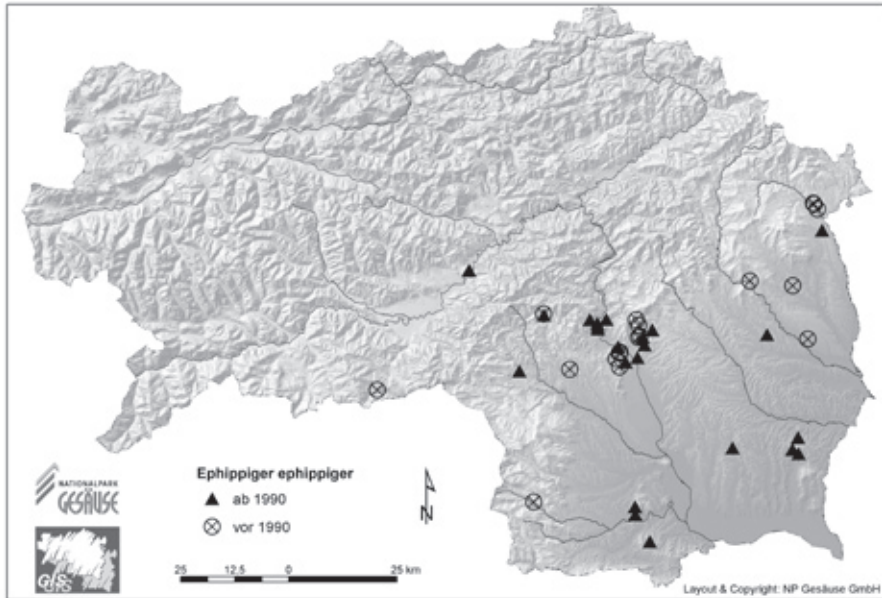 NATIONALPARK
GESÄUSE
Ephippiger ephippiger
ab 1990
vor 1990
N
25 12,5 0 25 km
Layout & Copyright: NP Gesäuse GmbH